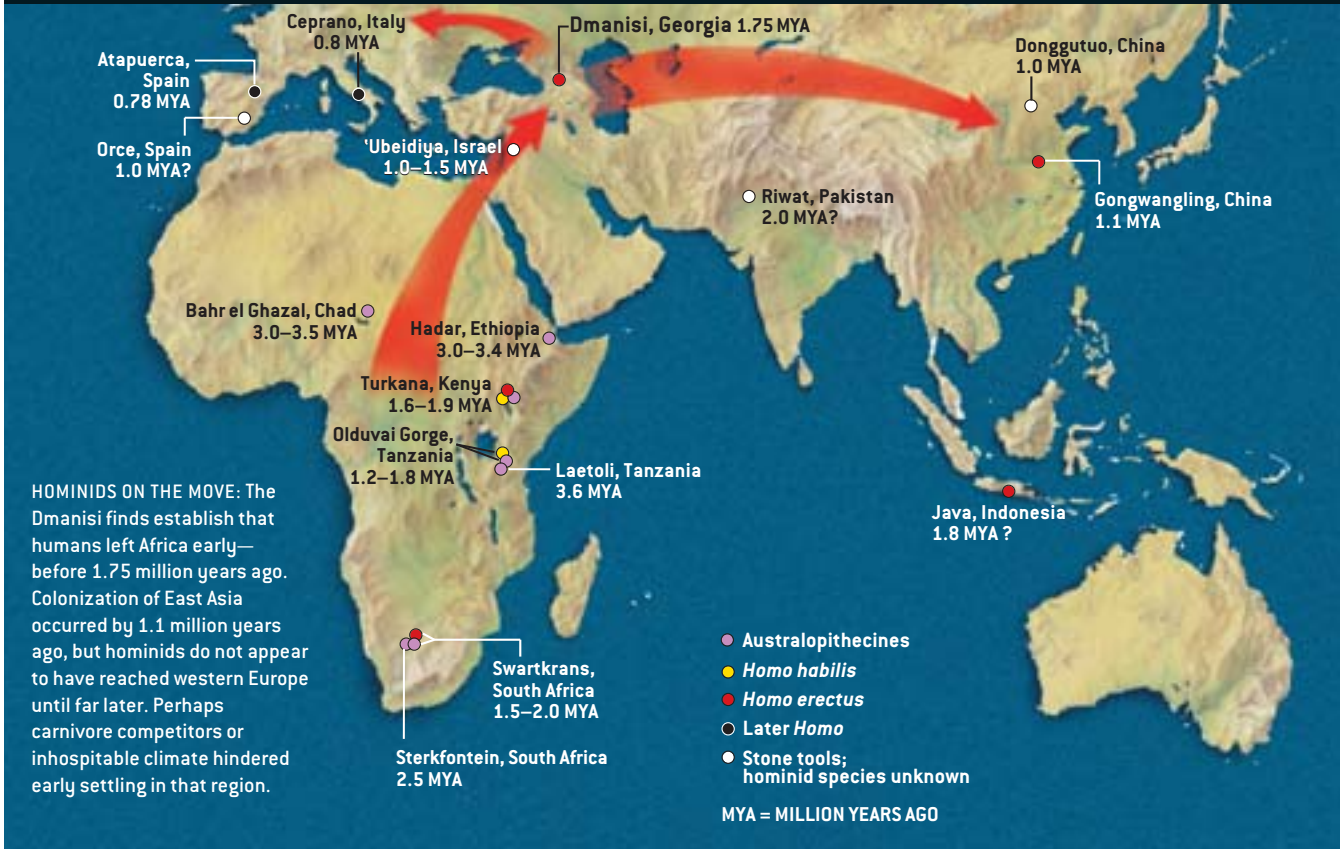 Ceprano, Italy
0.8 MYA
Dmanisi, Georgia 1.75 MYA
Donggutuo, China
1.0 MYA
Atapuerca,
Spain
0.78 MYA
Orce, Spain
1.0 MYA?
'Ubeidiya, Israel
1.0–1.5 MYA
Riwat, Pakistan
2.0 MYA?
Gongwangling, China
1.1 MYA
Bahr el Ghazal, Chad
3.0–3.5 MYA
Hadar, Ethiopia
3.0–3.4 MYA
Turkana, Kenya
1.6–1.9 MYA
Olduvai Gorge,
Tanzania
1.2–1.8 MYA
Laetoli, Tanzania
3.6 MYA
Java, Indonesia
1.8 MYA ?
HOMINIDS ON THE MOVE: The
Dmanisi finds establish that
humans left Africa early—
before 1.75 million years ago.
Colonization of East Asia
occurred by 1.1 million years
ago, but hominids do not appear
to have reached western Europe
until far later. Perhaps
carnivore competitors or
inhospitable climate hindered
early settling in that region.
Swartkrans,
South Africa
1.5–2.0 MYA
Sterkfontein, South Africa
2.5 MYA
Australopithecines
Homo habilis
Homo erectus
Later Homo
Stone tools;
hominid species unknown
MYA = MILLION YEARS AGO